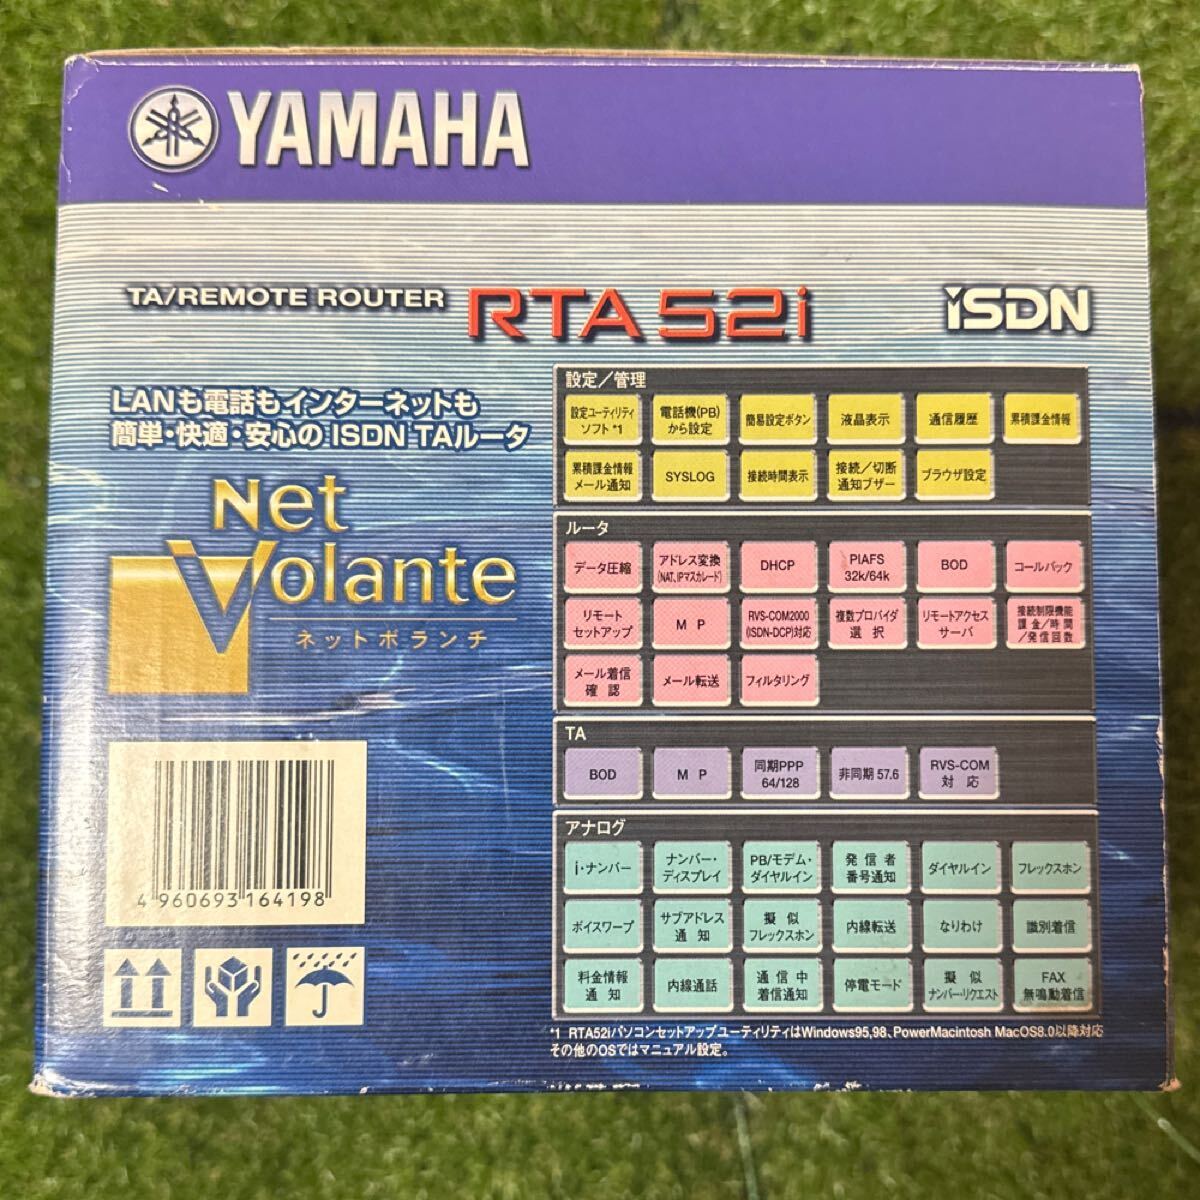 YAMAHA
TA/REMOTE ROUTER RTA52i
iSDN
LANも電話もインターネットも
簡単・快適・安心の ISDN TAルータ
Net
Volante
ネットボランチ
4 960693 164198
設定／管理
設定ユーティリティ
ソフト *1
電話機(PB)
から設定
簡易設定ボタン
液晶表示
通信履歴
累積課金情報
累積課金情報
メール通知
SYSLOG
接続時間表示
接続／切断
通知ブザー
ブラウザ設定
ルータ
データ圧縮
アドレス変換
(NAT、IPマスカレード)
DHCP
PIAFS
32k/64k
BOD
コールバック
リモート
セットアップ
M P
RVS-COM2000
(ISDN-DCP)対応
複数プロバイダ
選択
リモートアクセス
サーバ
接続制限機能
課金/時間
/発信回数
メール着信
確認
メール転送
フィルタリング
TA
BOD
M P
同期PPP
64/128
非同期 57.6
RVS-COM
対応
アナログ
i・ナンバー
ナンバー・
ディスプレイ
PB/モデム・
ダイヤルイン
発信者
番号通知
ダイヤルイン
フレックスホン
ボイスワープ
サブアドレス
通知
擬似
フレックスホン
内線転送
なりわけ
識別着信
料金情報
通知
内線通話
通信中
着信通知
停電モード
擬似
ナンバー・リクエスト
FAX
無鳴動着信
*1 RTA52iパソコンセットアップユーティリティはWindows95,98、PowerMacintosh MacOS8.0以降対応
その他のOSではマニュアル設定。